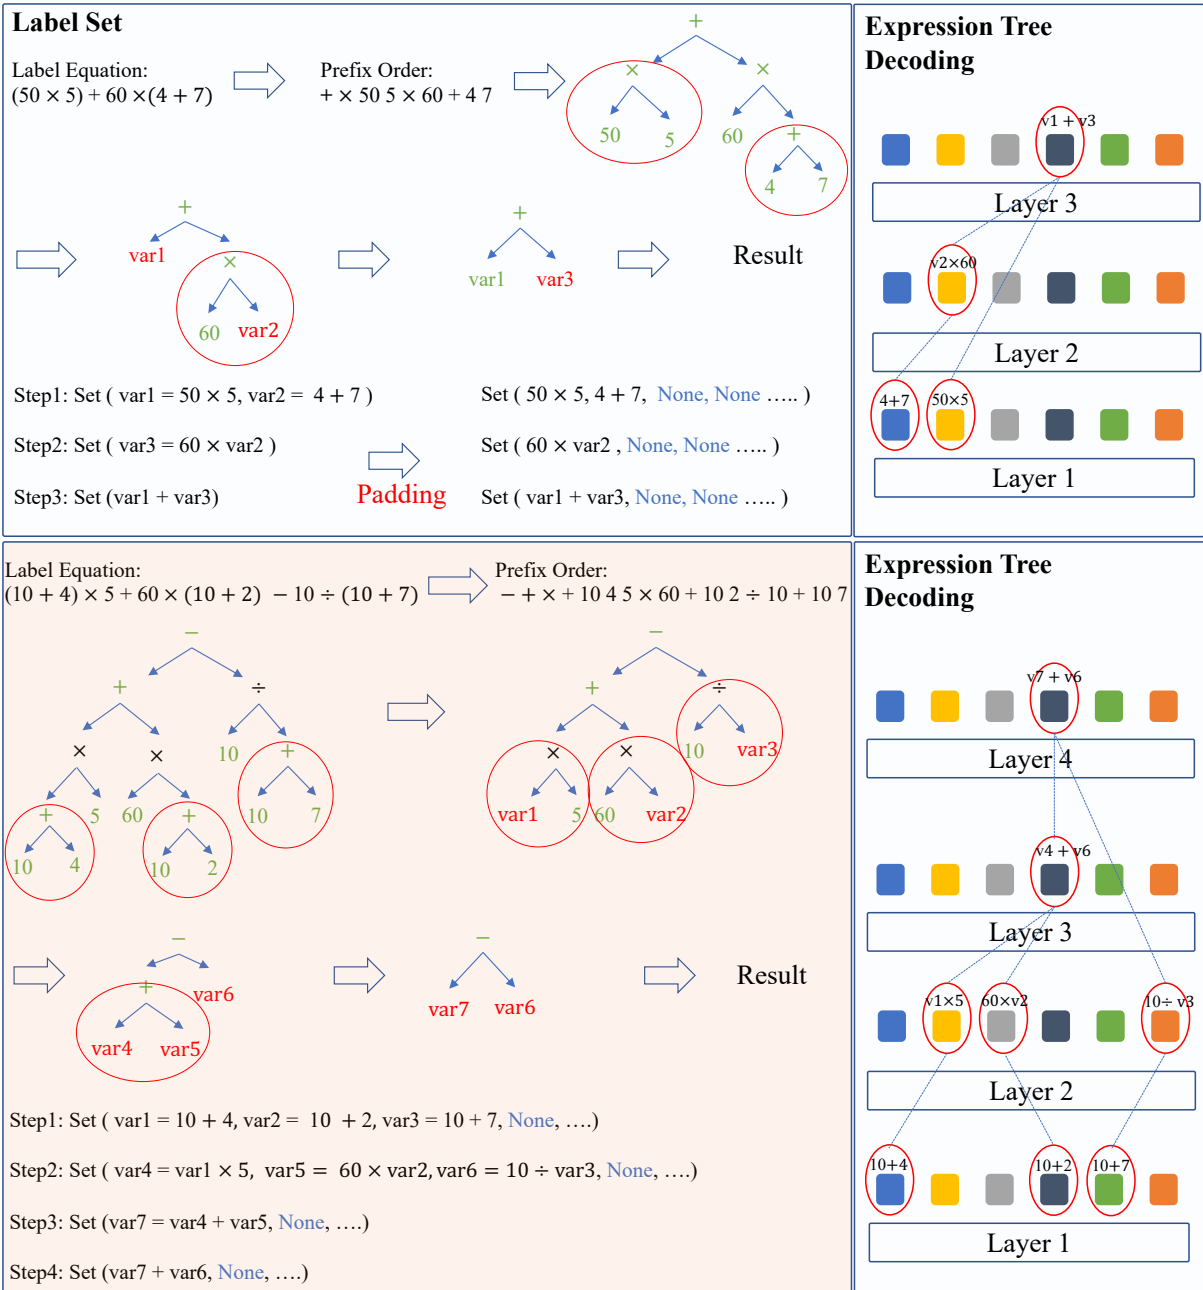 Label Set
Label Equation:
(50 × 5) + 60 ×(4 + 7)
Prefix Order:
+ × 50 5 × 60 + 4 7
+
×
×
50
5
60
+
4
7
+
var1
×
60
var2
+
var1
var3
Result
Step1: Set ( var1 = 50 × 5, var2 = 4 + 7 )
Set ( 50 × 5, 4 + 7, None, None ….. )
Step2: Set ( var3 = 60 × var2 )
Set ( 60 × var2 , None, None ….. )
Step3: Set (var1 + var3)
Padding
Set ( var1 + var3, None, None ….. )
Expression Tree
Decoding
v1 + v3
Layer 3
v2×60
Layer 2
4+7
50×5
Layer 1
Label Equation:
(10 + 4) × 5 + 60 × (10 + 2) − 10 ÷ (10 + 7)
Prefix Order:
− + × + 10 4 5 × 60 + 10 2 ÷ 10 + 10 7
−
+
÷
×
×
10
+
+
5
60
+
10
7
10
4
10
2
−
+
÷
×
×
10
var3
var1
5
60
var2
−
+
var6
var4
var5
−
var7
var6
Result
Step1: Set ( var1 = 10 + 4, var2 = 10 + 2, var3 = 10 + 7, None, ….)
Step2: Set ( var4 = var1 × 5, var5 = 60 × var2, var6 = 10 ÷ var3, None, ….)
Step3: Set (var7 = var4 + var5, None, ….)
Step4: Set (var7 + var6, None, ….)
Expression Tree
Decoding
v7 + v6
Layer 4
v4 + v6
Layer 3
v1×5
60×v2
10÷ v3
Layer 2
10+4
10+2
10+7
Layer 1